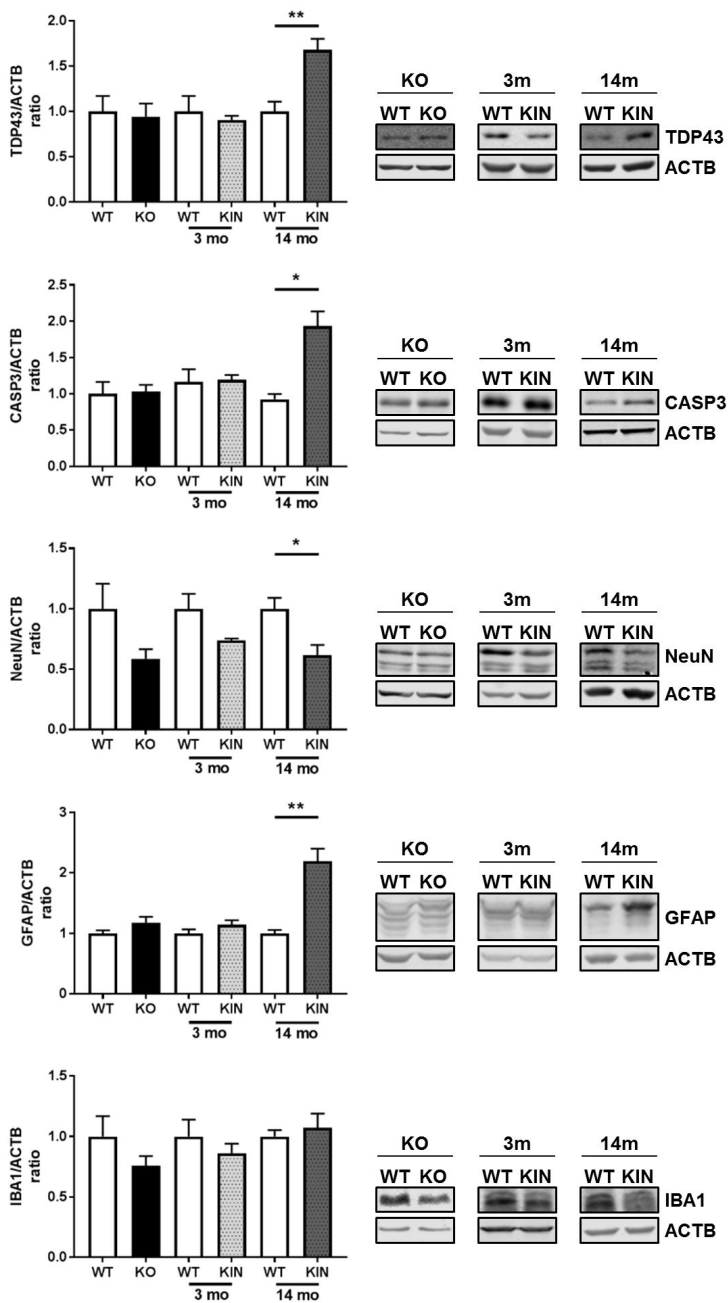 TDP43/ACTB
ratio
2.0
1.5
1.0
0.5
0.0
**
WT KO WT KIN WT KIN
3 mo 14 mo
KO 3m 14m
WT KO WT KIN WT KIN
TDP43
ACTB
CASP3/ACTB
ratio
2.5
2.0
1.5
1.0
0.5
0.0
*
WT KO WT KIN WT KIN
3 mo 14 mo
KO 3m 14m
WT KO WT KIN WT KIN
CASP3
ACTB
NeuN/ACTB
ratio
1.5
1.0
0.5
0.0
*
WT KO WT KIN WT KIN
3 mo 14 mo
KO 3m 14m
WT KO WT KIN WT KIN
NeuN
ACTB
GFAP/ACTB
ratio
3
2
1
0
**
WT KO WT KIN WT KIN
3 mo 14 mo
KO 3m 14m
WT KO WT KIN WT KIN
GFAP
ACTB
IBA1/ACTB
ratio
1.5
1.0
0.5
0.0
WT KO WT KIN WT KIN
3 mo 14 mo
KO 3m 14m
WT KO WT KIN WT KIN
IBA1
ACTB